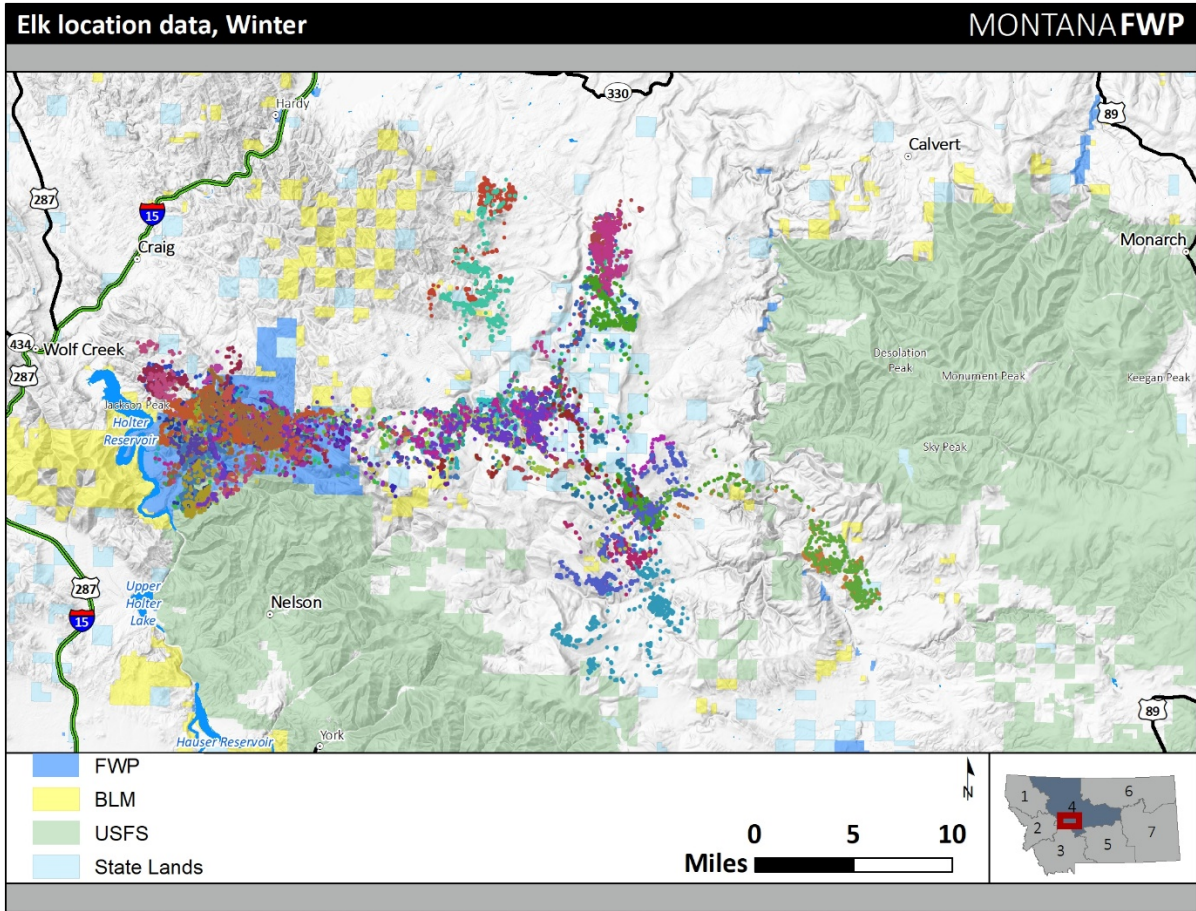 Elk location data, Winter
MONTANA FWP
330
89
Hardy
Calvert
287
15
Craig
Monarch
434
Wolf Creek
287
Desolation
Peak
Monument Peak
Keegan Peak
Jackson Peak
Holter
Reservoir
Sky Peak
287
15
Upper
Holter
Lake
Nelson
89
Hauser Reservoir
York
FWP
BLM
USFS
State Lands
N
0 5 10
Miles
1
2
3
4
5
6
7